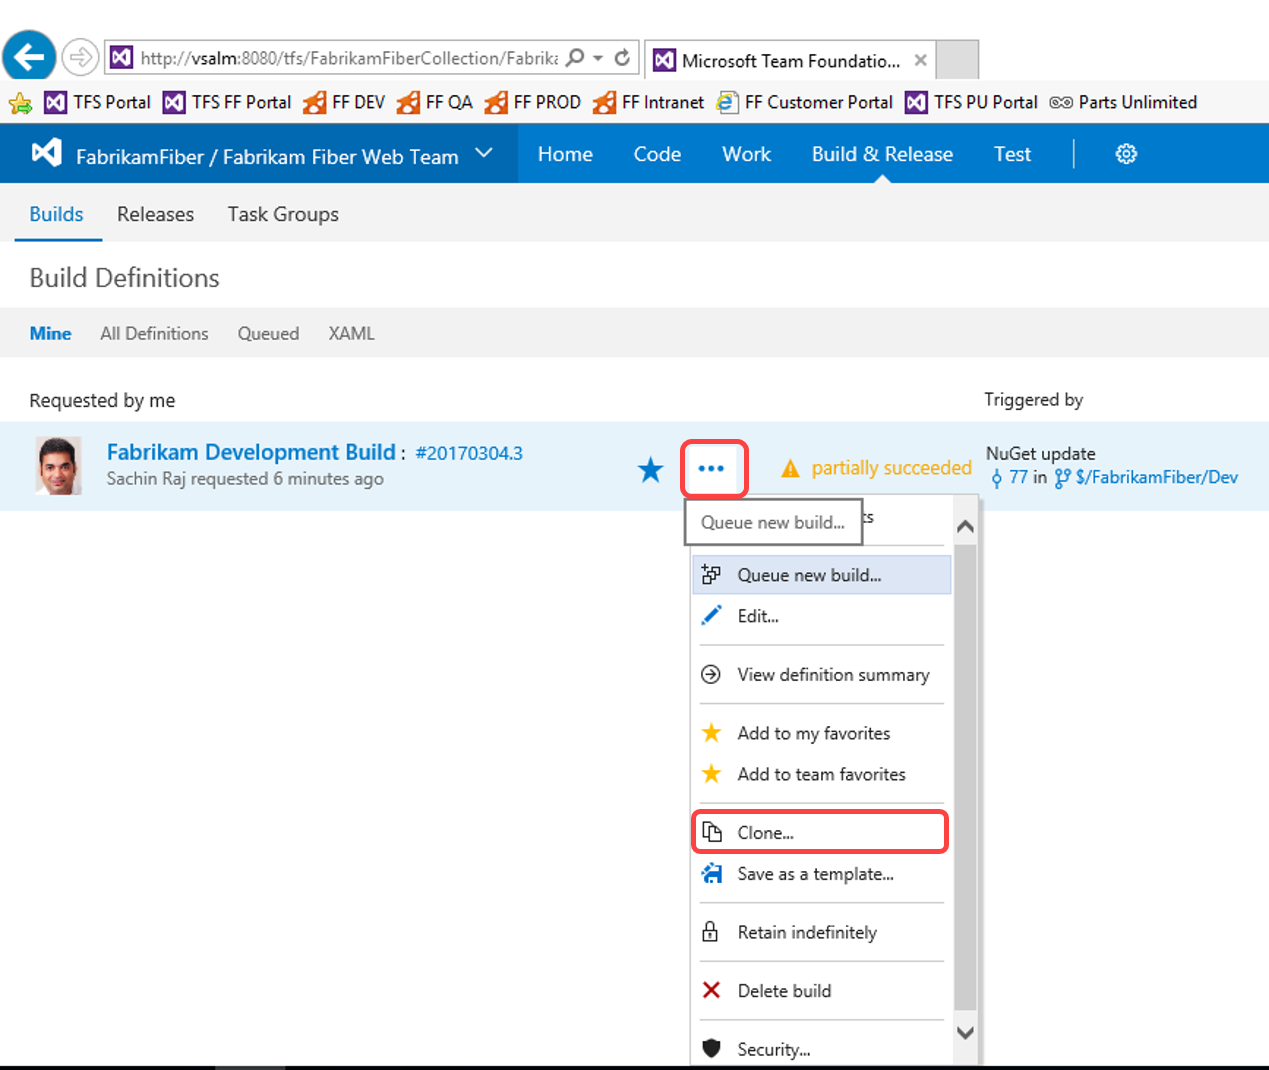 http://vsalm:8080/tfs/FabrikamFiberCollection/Fabrika
Microsoft Team Foundatio...
TFS Portal TFS FF Portal FF DEV FF QA FF PROD FF Intranet FF Customer Portal TFS PU Portal Parts Unlimited
FabrikamFiber / Fabrikam Fiber Web Team Home Code Work Build & Release Test
Builds Releases Task Groups
Build Definitions
Mine All Definitions Queued XAML
Requested by me Triggered by
Fabrikam Development Build : #20170304.3
Sachin Raj requested 6 minutes ago
... partially succeeded
NuGet update
77 in $/FabrikamFiber/Dev
Queue new build... ts
Queue new build...
Edit...
View definition summary
Add to my favorites
Add to team favorites
Clone...
Save as a template...
Retain indefinitely
Delete build
Security...